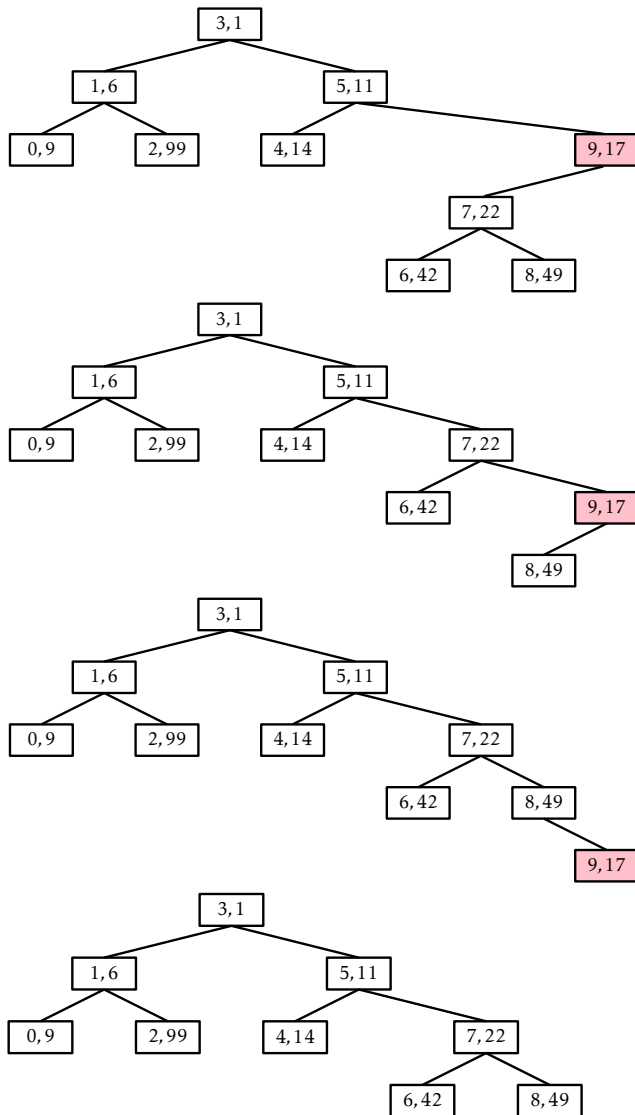 3, 1
1, 6 5, 11
0, 9 2, 99 4, 14 9, 17
7, 22
6, 42 8, 49
3, 1
1, 6 5, 11
0, 9 2, 99 4, 14 7, 22
6, 42 9, 17
8, 49
3, 1
1, 6 5, 11
0, 9 2, 99 4, 14 7, 22
6, 42 8, 49
9, 17
3, 1
1, 6 5, 11
0, 9 2, 99 4, 14 7, 22
6, 42 8, 49